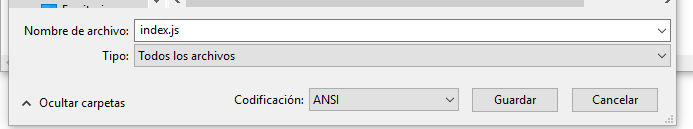 Nombre de archivo: index.js
Tipo: Todos los archivos
Ocultar carpetas Codificación: ANSI Guardar Cancelar